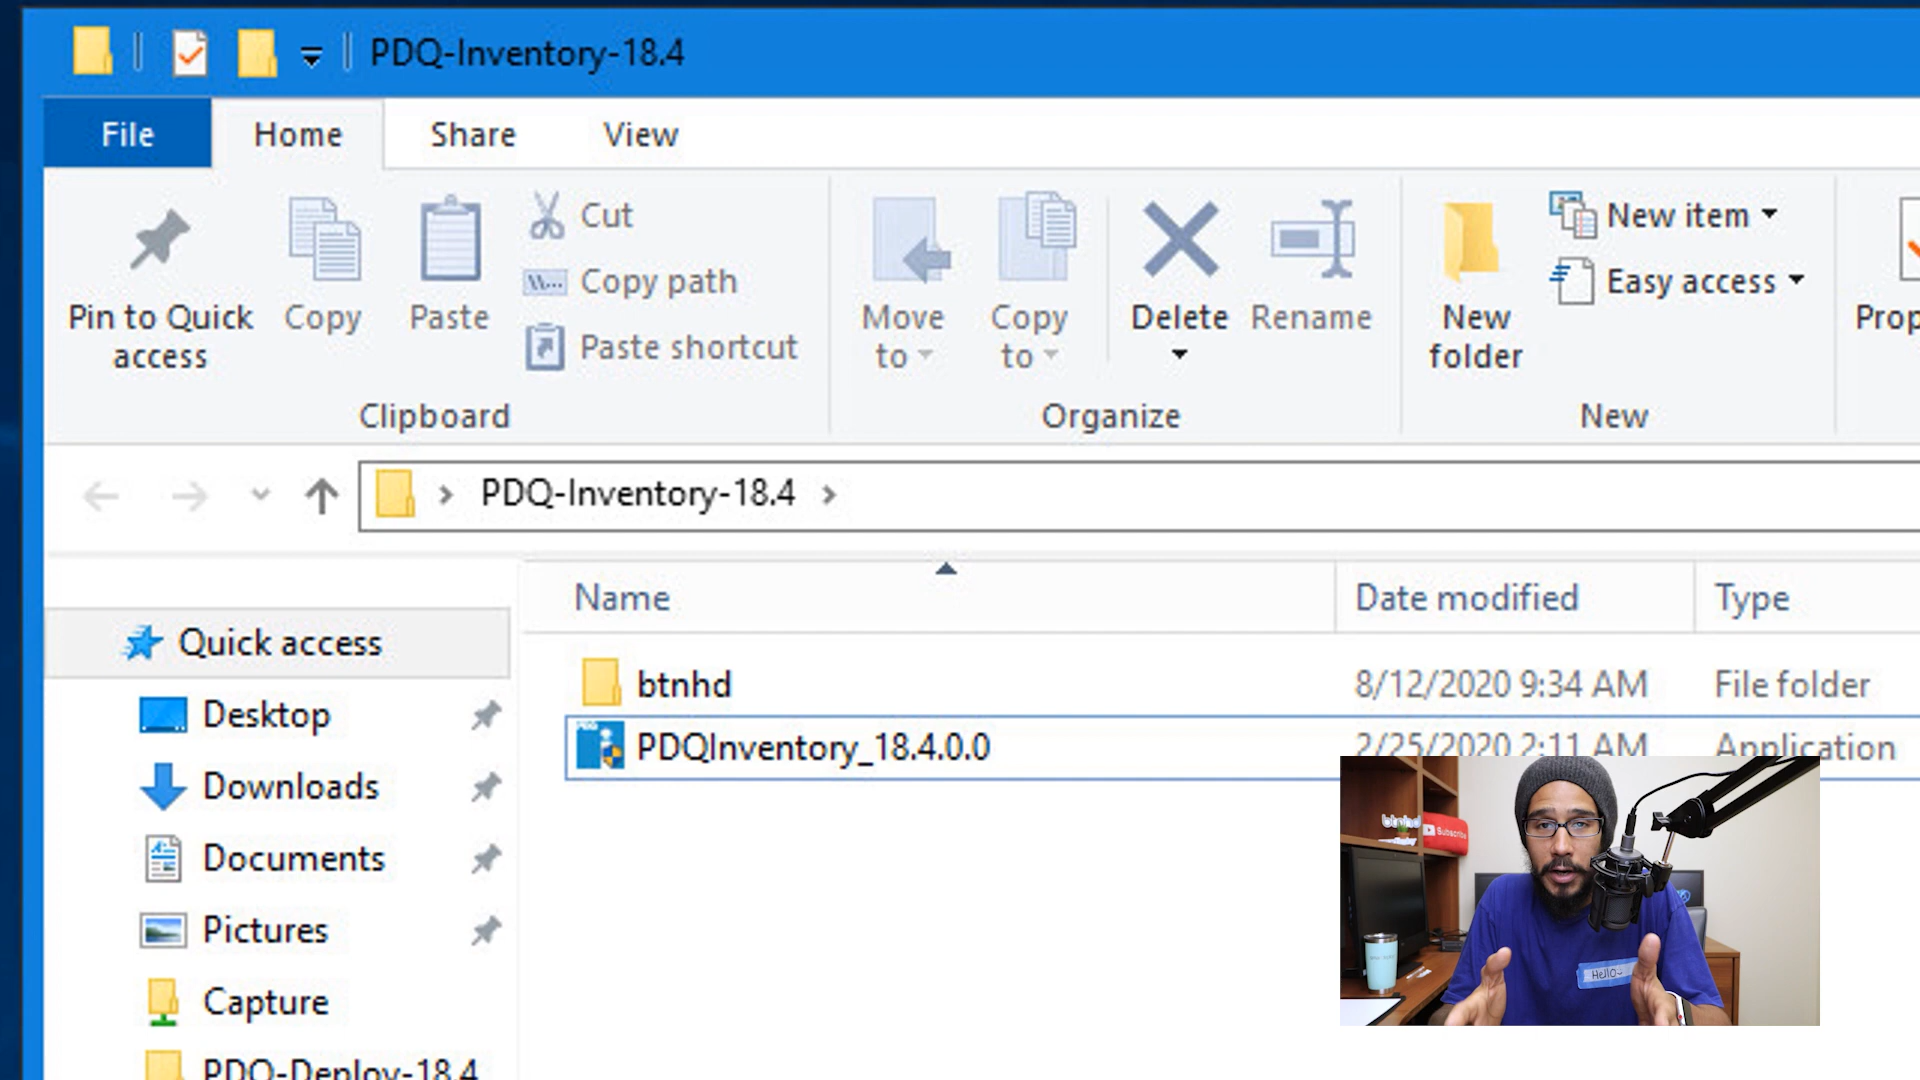 PDQ-Inventory-18.4
File Home Share View
Pin to Quick access
Copy
Paste
Cut
Copy path
Paste shortcut
Clipboard
Move to
Copy to
Delete
Rename
Organize
New folder
New item
Easy access
New
Prop
PDQ-Inventory-18.4
Name Date modified Type
Quick access
Desktop
Downloads
Documents
Pictures
Capture
PDQ-Deploy-18.4
btnhd 8/12/2020 9:34 AM File folder
PDQInventory_18.4.0.0 2/25/2020 2:11 AM Application
btnhd
Subscribe
Hello~